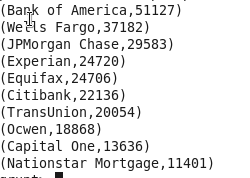 (Bank of America,51127)
(Wells Fargo,37182)
(JPMorgan Chase,29583)
(Experian,24720)
(Equifax,24706)
(Citibank,22136)
(TransUnion,20054)
(Ocwen,18868)
(Capital One,13636)
(Nationstar Mortgage,11401)
grunt>